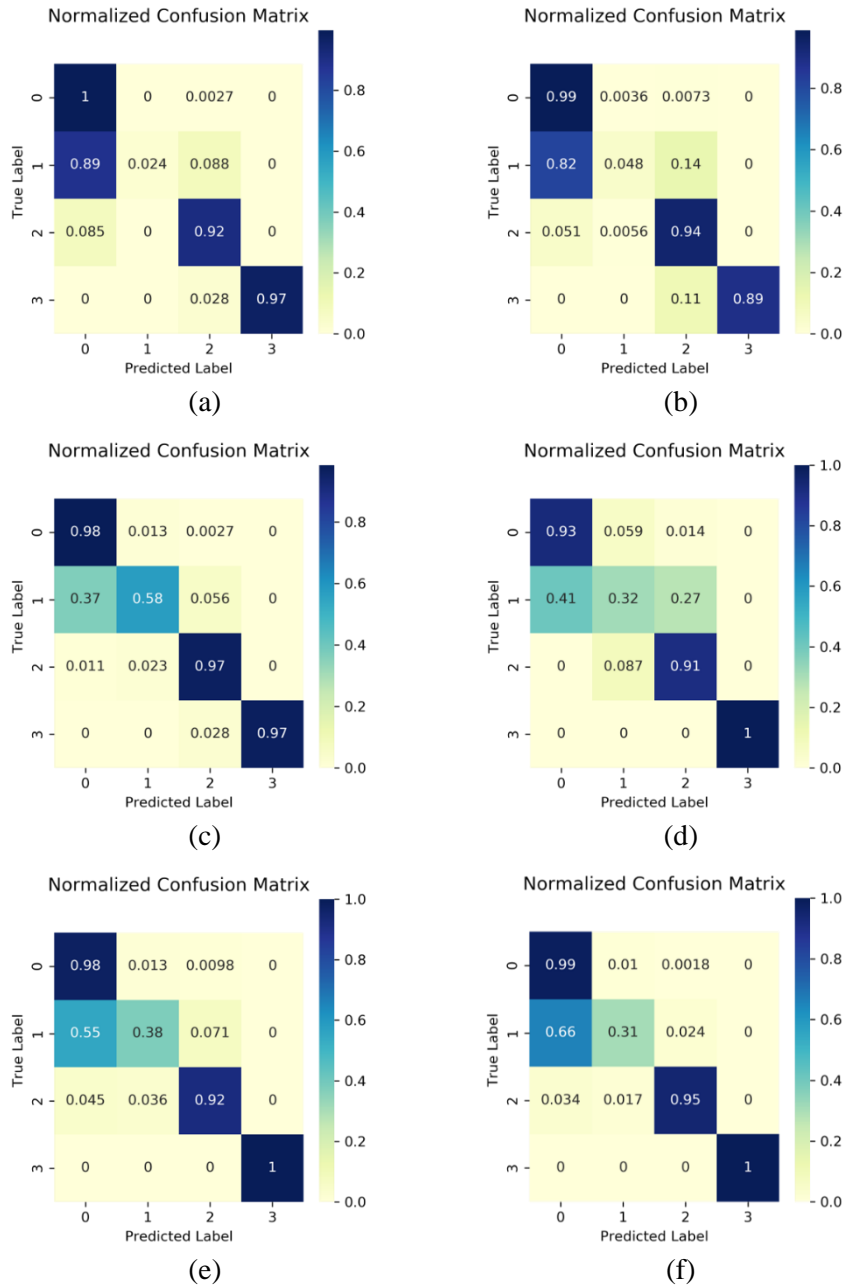 Normalized Confusion Matrix
0 1 0 0.0027 0
1 0.89 0.024 0.088 0
2 0.085 0 0.92 0
3 0 0 0.028 0.97
0 1 2 3
True Label
Predicted Label
0.8
0.6
0.4
0.2
0.0
(a)
Normalized Confusion Matrix
0 0.99 0.0036 0.0073 0
1 0.82 0.048 0.14 0
2 0.051 0.0056 0.94 0
3 0 0 0.11 0.89
0 1 2 3
True Label
Predicted Label
0.8
0.6
0.4
0.2
0.0
(b)
Normalized Confusion Matrix
0 0.98 0.013 0.0027 0
1 0.37 0.58 0.056 0
2 0.011 0.023 0.97 0
3 0 0 0.028 0.97
0 1 2 3
True Label
Predicted Label
0.8
0.6
0.4
0.2
0.0
(c)
Normalized Confusion Matrix
0 0.93 0.059 0.014 0
1 0.41 0.32 0.27 0
2 0 0.087 0.91 0
3 0 0 0 1
0 1 2 3
True Label
Predicted Label
1.0
0.8
0.6
0.4
0.2
0.0
(d)
Normalized Confusion Matrix
0 0.98 0.013 0.0098 0
1 0.55 0.38 0.071 0
2 0.045 0.036 0.92 0
3 0 0 0 1
0 1 2 3
True Label
Predicted Label
1.0
0.8
0.6
0.4
0.2
0.0
(e)
Normalized Confusion Matrix
0 0.99 0.01 0.0018 0
1 0.66 0.31 0.024 0
2 0.034 0.017 0.95 0
3 0 0 0 1
0 1 2 3
True Label
Predicted Label
1.0
0.8
0.6
0.4
0.2
0.0
(f)